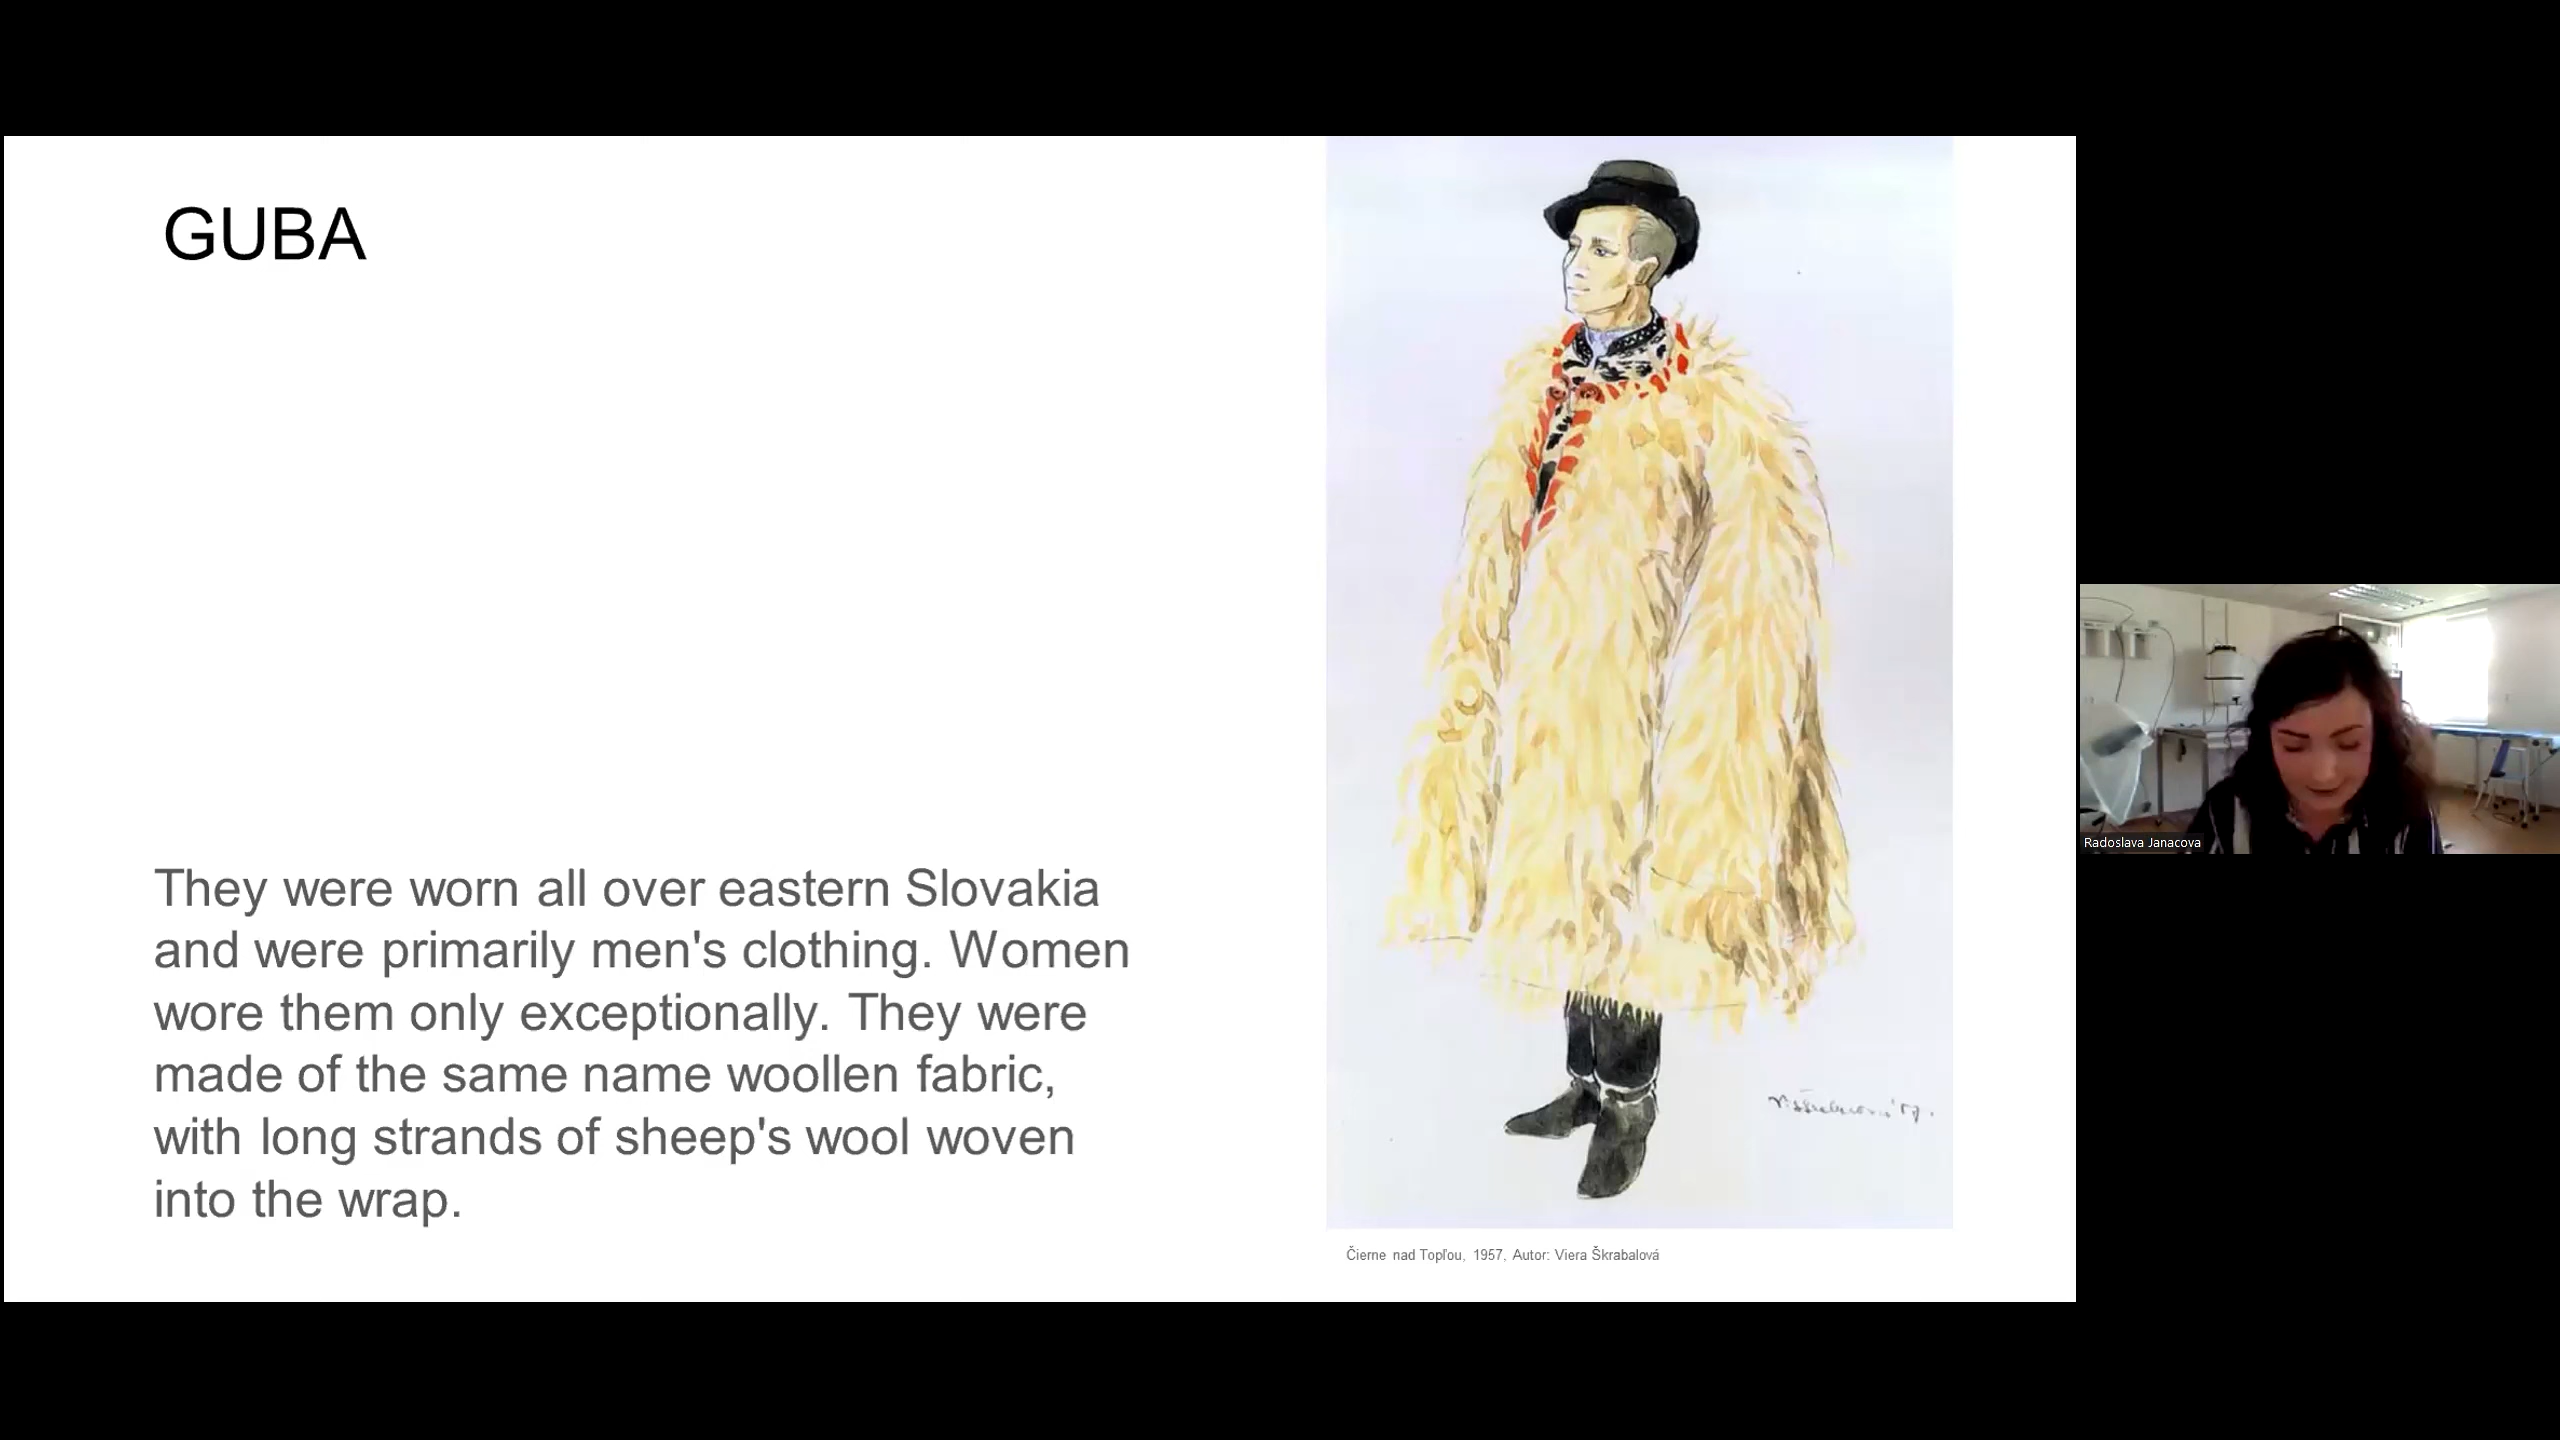 GUBA
They were worn all over eastern Slovakia
and were primarily men's clothing. Women
wore them only exceptionally. They were
made of the same name woollen fabric,
with long strands of sheep's wool woven
into the wrap.
Čierne nad Topľou, 1957, Autor: Viera Škrabalová
Radoslava Janacova